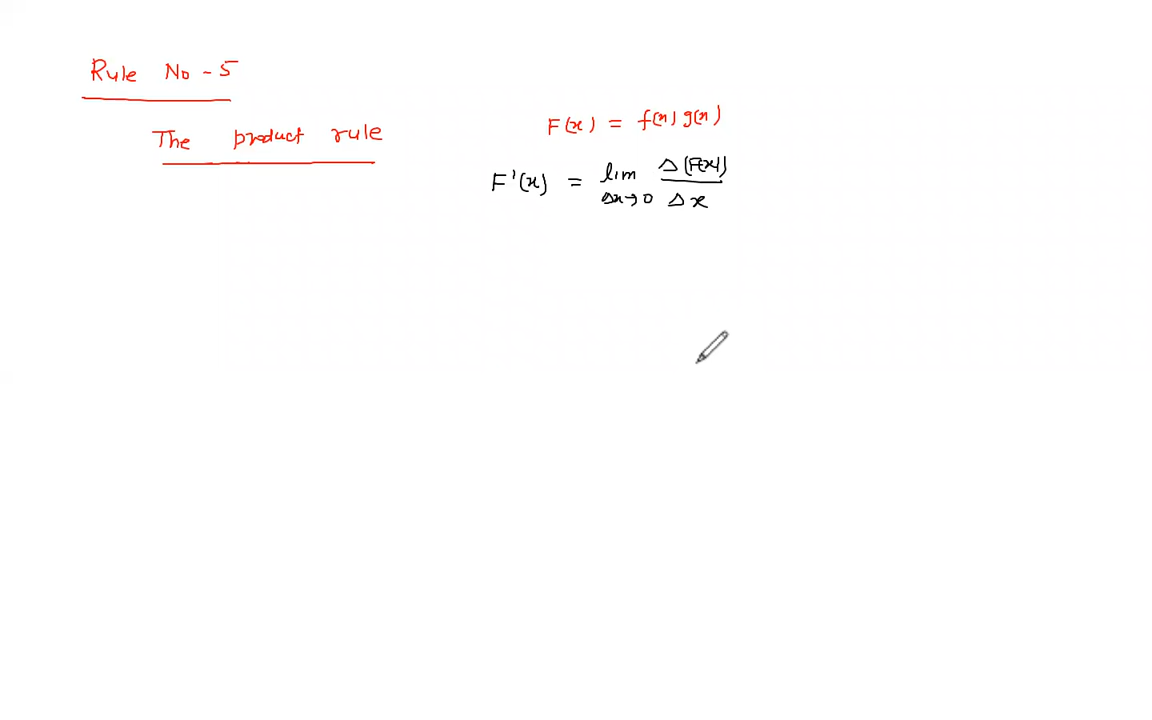 Rule No - 5
The product rule
F(x) = f(x) g(x)
F'(x) = lim Δ(F(x))
Δx→0 Δx